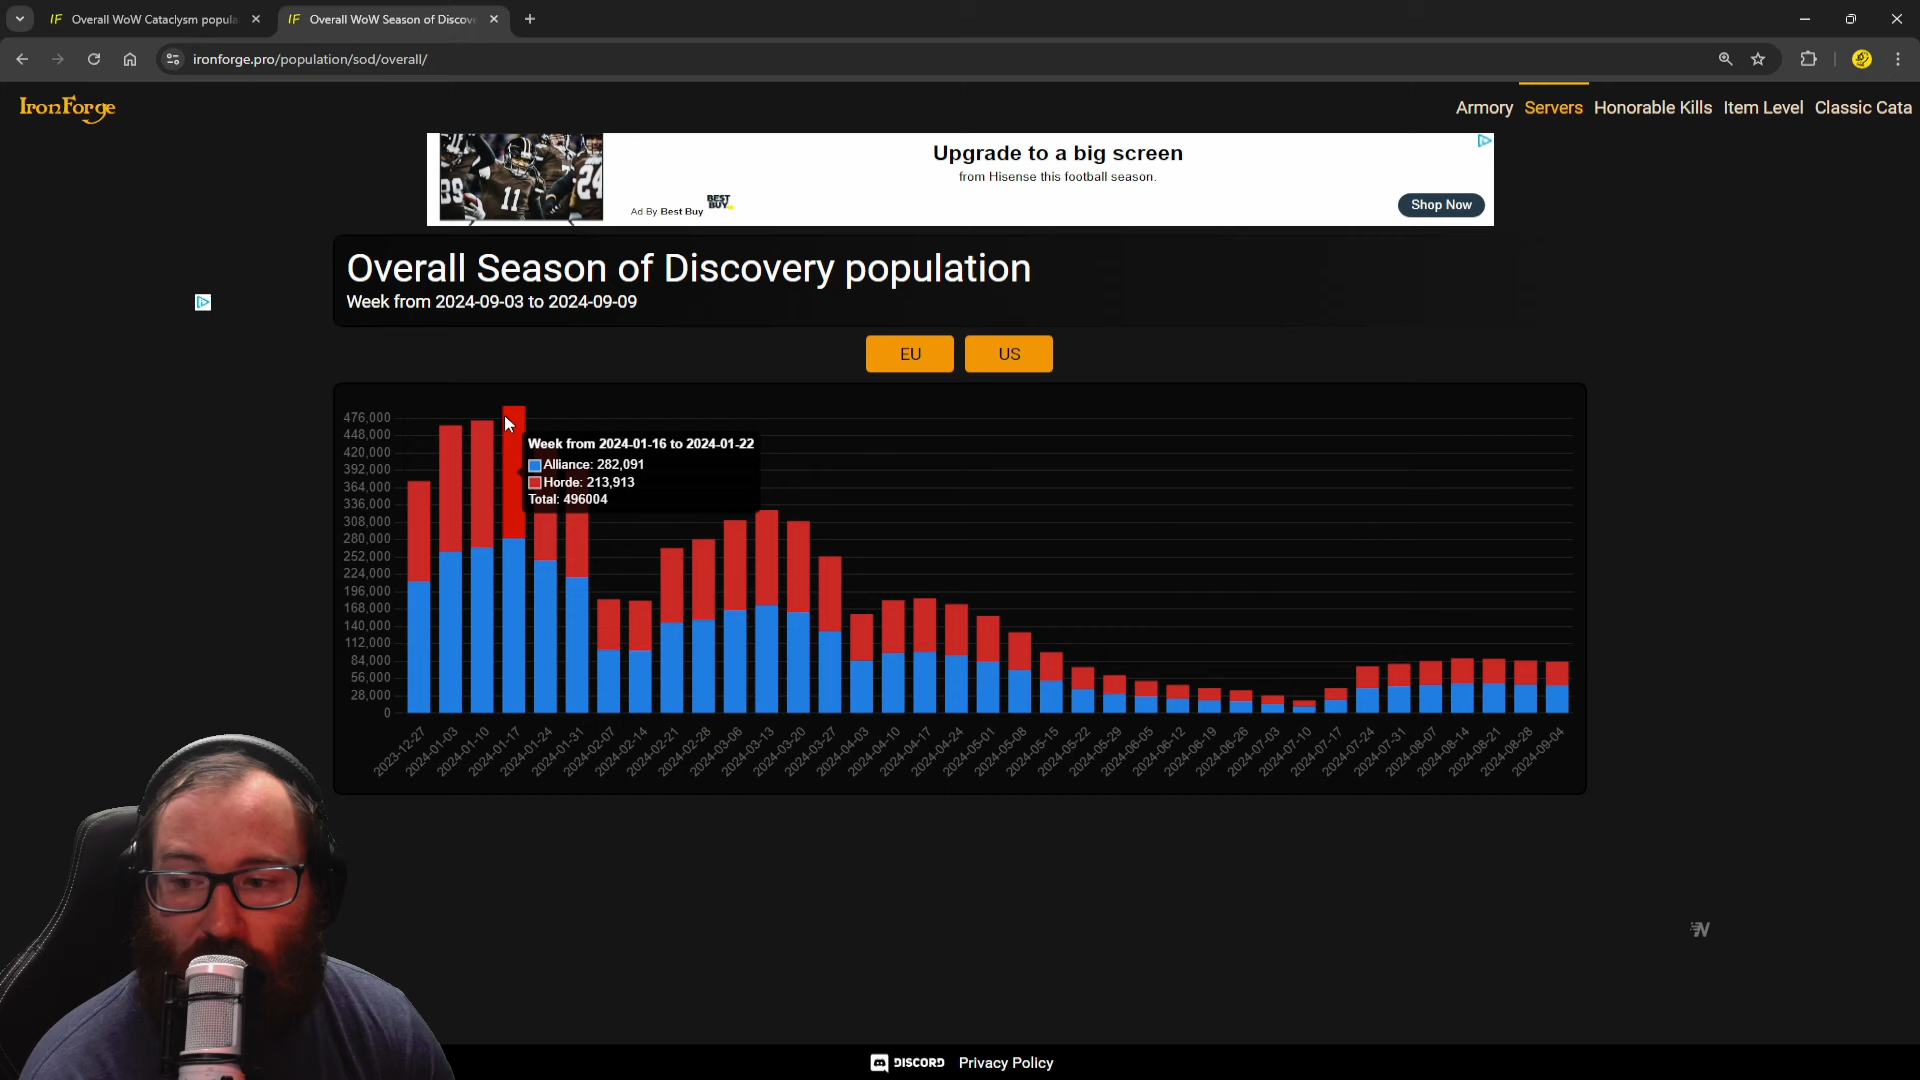 IF Overall WoW Cataclysm popula
IF Overall WoW Season of Discov
ironforge.pro/population/sod/overall/
IronForge
Armory
Servers
Honorable Kills
Item Level
Classic Cata
89
11
24
Upgrade to a big screen
from Hisense this football season.
Ad By Best Buy
BEST BUY
Shop Now
Overall Season of Discovery population
Week from 2024-09-03 to 2024-09-09
EU
US
476,000
448,000
420,000
392,000
364,000
336,000
308,000
280,000
252,000
224,000
196,000
168,000
140,000
112,000
84,000
56,000
28,000
0
Week from 2024-01-16 to 2024-01-22
Alliance: 282,091
Horde: 213,913
Total: 496004
2023-12-27
2024-01-03
2024-01-10
2024-01-17
2024-01-24
2024-01-31
2024-02-07
2024-02-14
2024-02-21
2024-02-28
2024-03-06
2024-03-13
2024-03-20
2024-03-27
2024-04-03
2024-04-10
2024-04-17
2024-04-24
2024-05-01
2024-05-08
2024-05-15
2024-05-22
2024-05-29
2024-06-05
2024-06-12
2024-06-19
2024-06-26
2024-07-03
2024-07-10
2024-07-17
2024-07-24
2024-07-31
2024-08-07
2024-08-14
2024-08-21
2024-08-28
2024-09-04
N
DISCORD
Privacy Policy